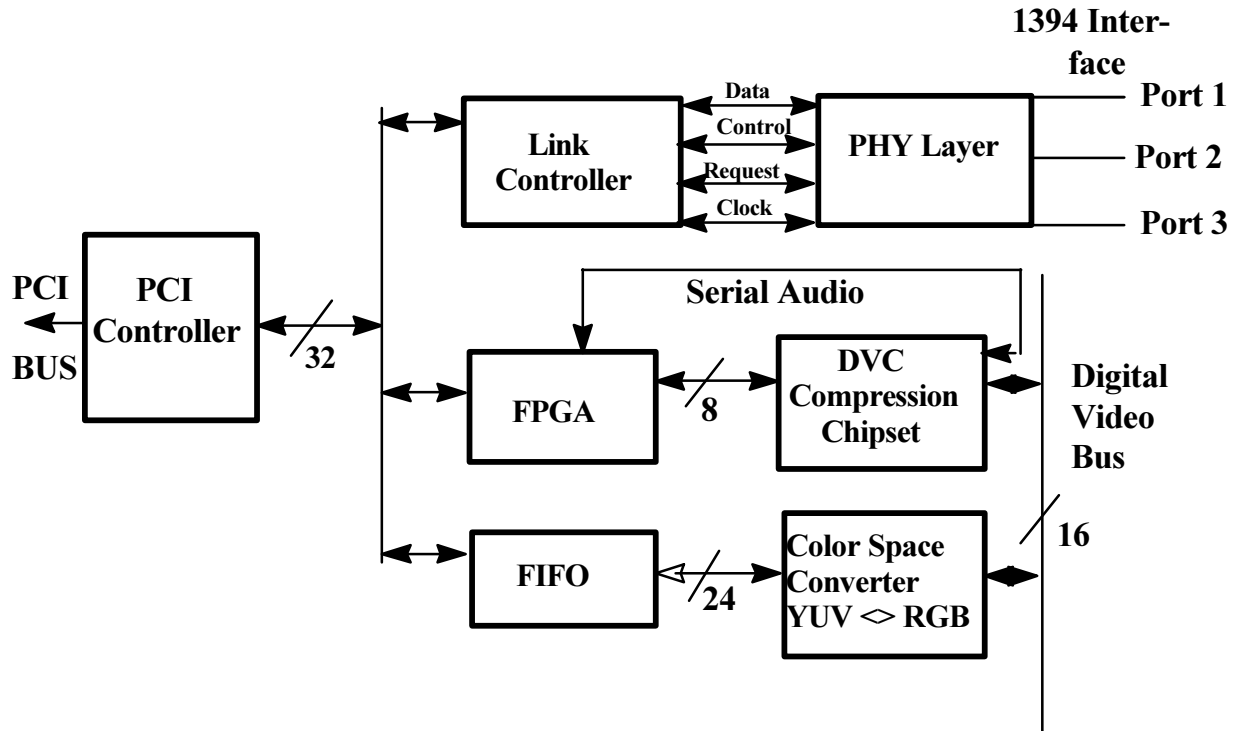 1394 Inter-
face
Port 1
Port 2
Port 3
Data
Control
Request
Clock
Link
Controller
PHY Layer
PCI
BUS
PCI
Controller
32
Serial Audio
FPGA
8
DVC
Compression
Chipset
Digital
Video
Bus
16
FIFO
24
Color Space
Converter
YUV <> RGB